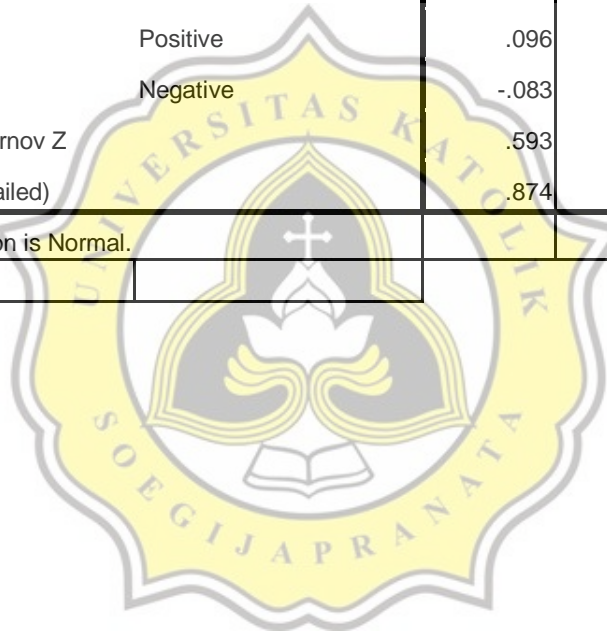 Positive .096
Negative -.083
rnov Z .593
ailed) .874
on is Normal.
UNIVERSITAS KATOLIK
SOEGIJAPRANATA